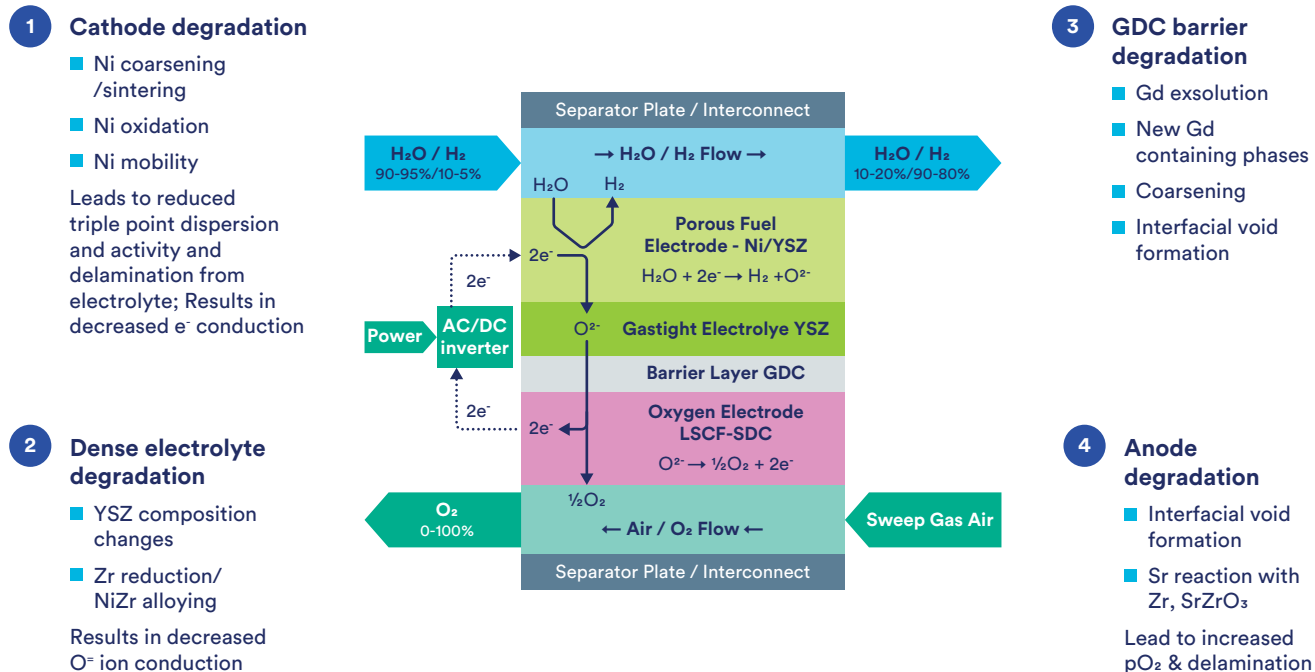 1
Cathode degradation
Ni coarsening
/sintering
Ni oxidation
Ni mobility
Leads to reduced
triple point dispersion
and activity and
delamination from
electrolyte; Results in
decreased e⁻ conduction
2
Dense electrolyte
degradation
YSZ composition
changes
Zr reduction/
NiZr alloying
Results in decreased
O⁼ ion conduction
Separator Plate / Interconnect
H₂O / H₂
90-95%/10-5%
→ H₂O / H₂ Flow →
H₂O / H₂
10-20%/90-80%
H₂O
H₂
Porous Fuel
Electrode - Ni/YSZ
H₂O + 2e⁻ → H₂ +O²⁻
2e⁻
2e⁻
Power
AC/DC
inverter
O²⁻
Gastight Electrolye YSZ
Barrier Layer GDC
2e⁻
2e⁻
Oxygen Electrode
LSCF-SDC
O²⁻ → ½O₂ + 2e⁻
½O₂
O₂
0-100%
← Air / O₂ Flow ←
Sweep Gas Air
Separator Plate / Interconnect
3
GDC barrier
degradation
Gd exsolution
New Gd
containing phases
Coarsening
Interfacial void
formation
4
Anode
degradation
Interfacial void
formation
Sr reaction with
Zr, SrZrO₃
Lead to increased
pO₂ & delamination